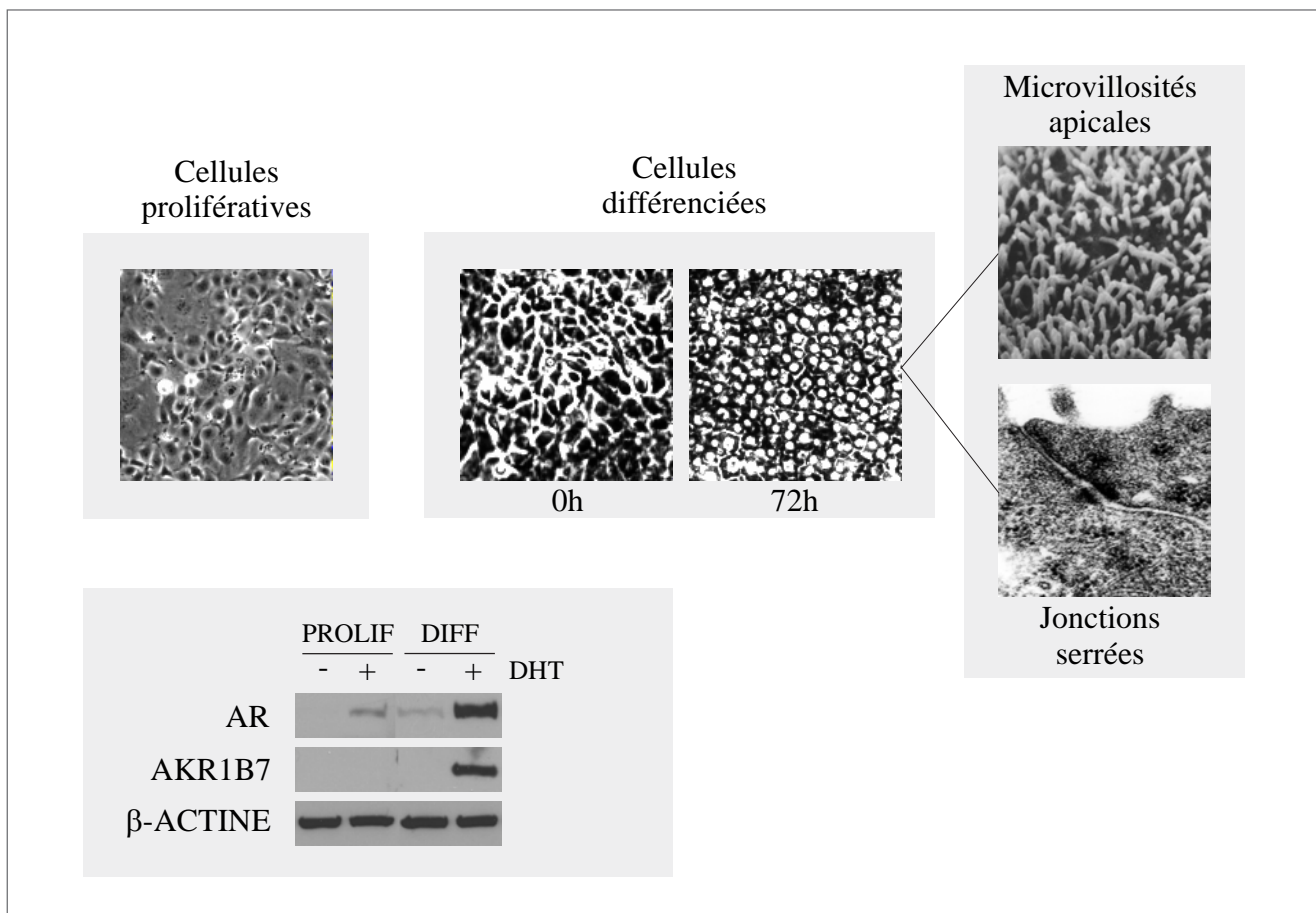 Cellules
prolifératives
Cellules
différenciées
0h
72h
Microvillosités
apicales
Jonctions
serrées
PROLIF DIFF
- + - + DHT
AR
AKR1B7
β-ACTINE